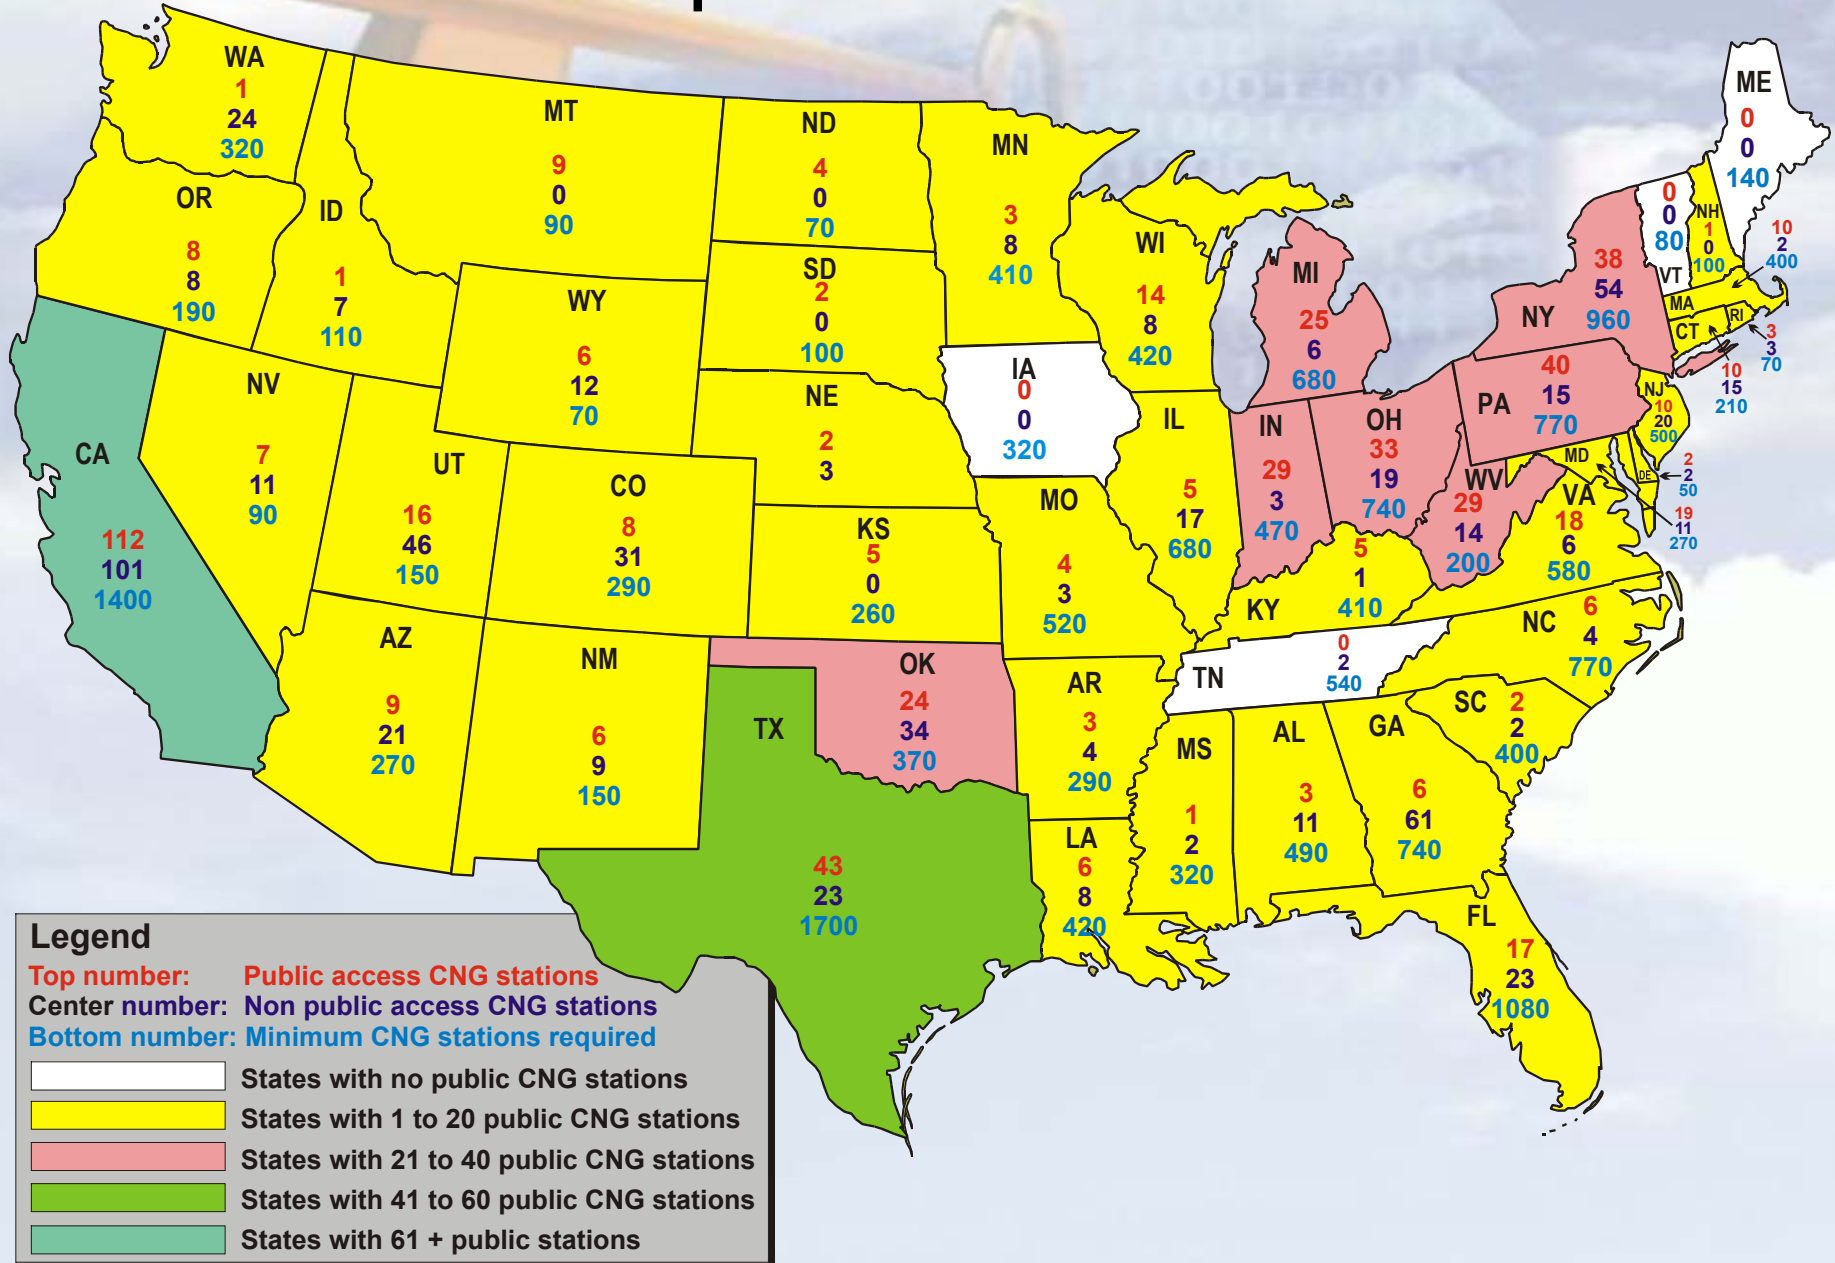 WA
1
24
320
OR
8
8
190
ID
1
7
110
MT
9
0
90
ND
4
0
70
MN
3
8
410
SD
2
0
100
WY
6
12
70
WI
14
8
420
MI
25
6
680
ME
0
0
140
0
0
80
VT
NH
1
0
100
10
2
400
MA
38
54
NY 960
CT
RI
3
3
70
10
15
210
NV
7
11
90
CA
112
101
1400
UT
16
46
150
CO
8
31
290
NE
2
3
IA
0
0
320
IL
5
17
680
IN
29
3
470
OH
33
19
740
PA
40
15
770
NJ
10
20
500
MD
DE
2
2
50
19
11
270
WV
29
14
200
VA
18
6
580
KS
5
0
260
MO
4
3
520
5
1
KY 410
NC
6
4
770
TN
0
2
540
AZ
9
21
270
NM
6
9
150
OK
24
34
370
AR
3
4
290
SC
2
2
400
TX
43
23
1700
MS
1
2
320
AL
3
11
490
GA
6
61
740
LA
6
8
420
FL
17
23
1080
Legend
Top number: Public access CNG stations
Center number: Non public access CNG stations
Bottom number: Minimum CNG stations required
States with no public CNG stations
States with 1 to 20 public CNG stations
States with 21 to 40 public CNG stations
States with 41 to 60 public CNG stations
States with 61 + public stations